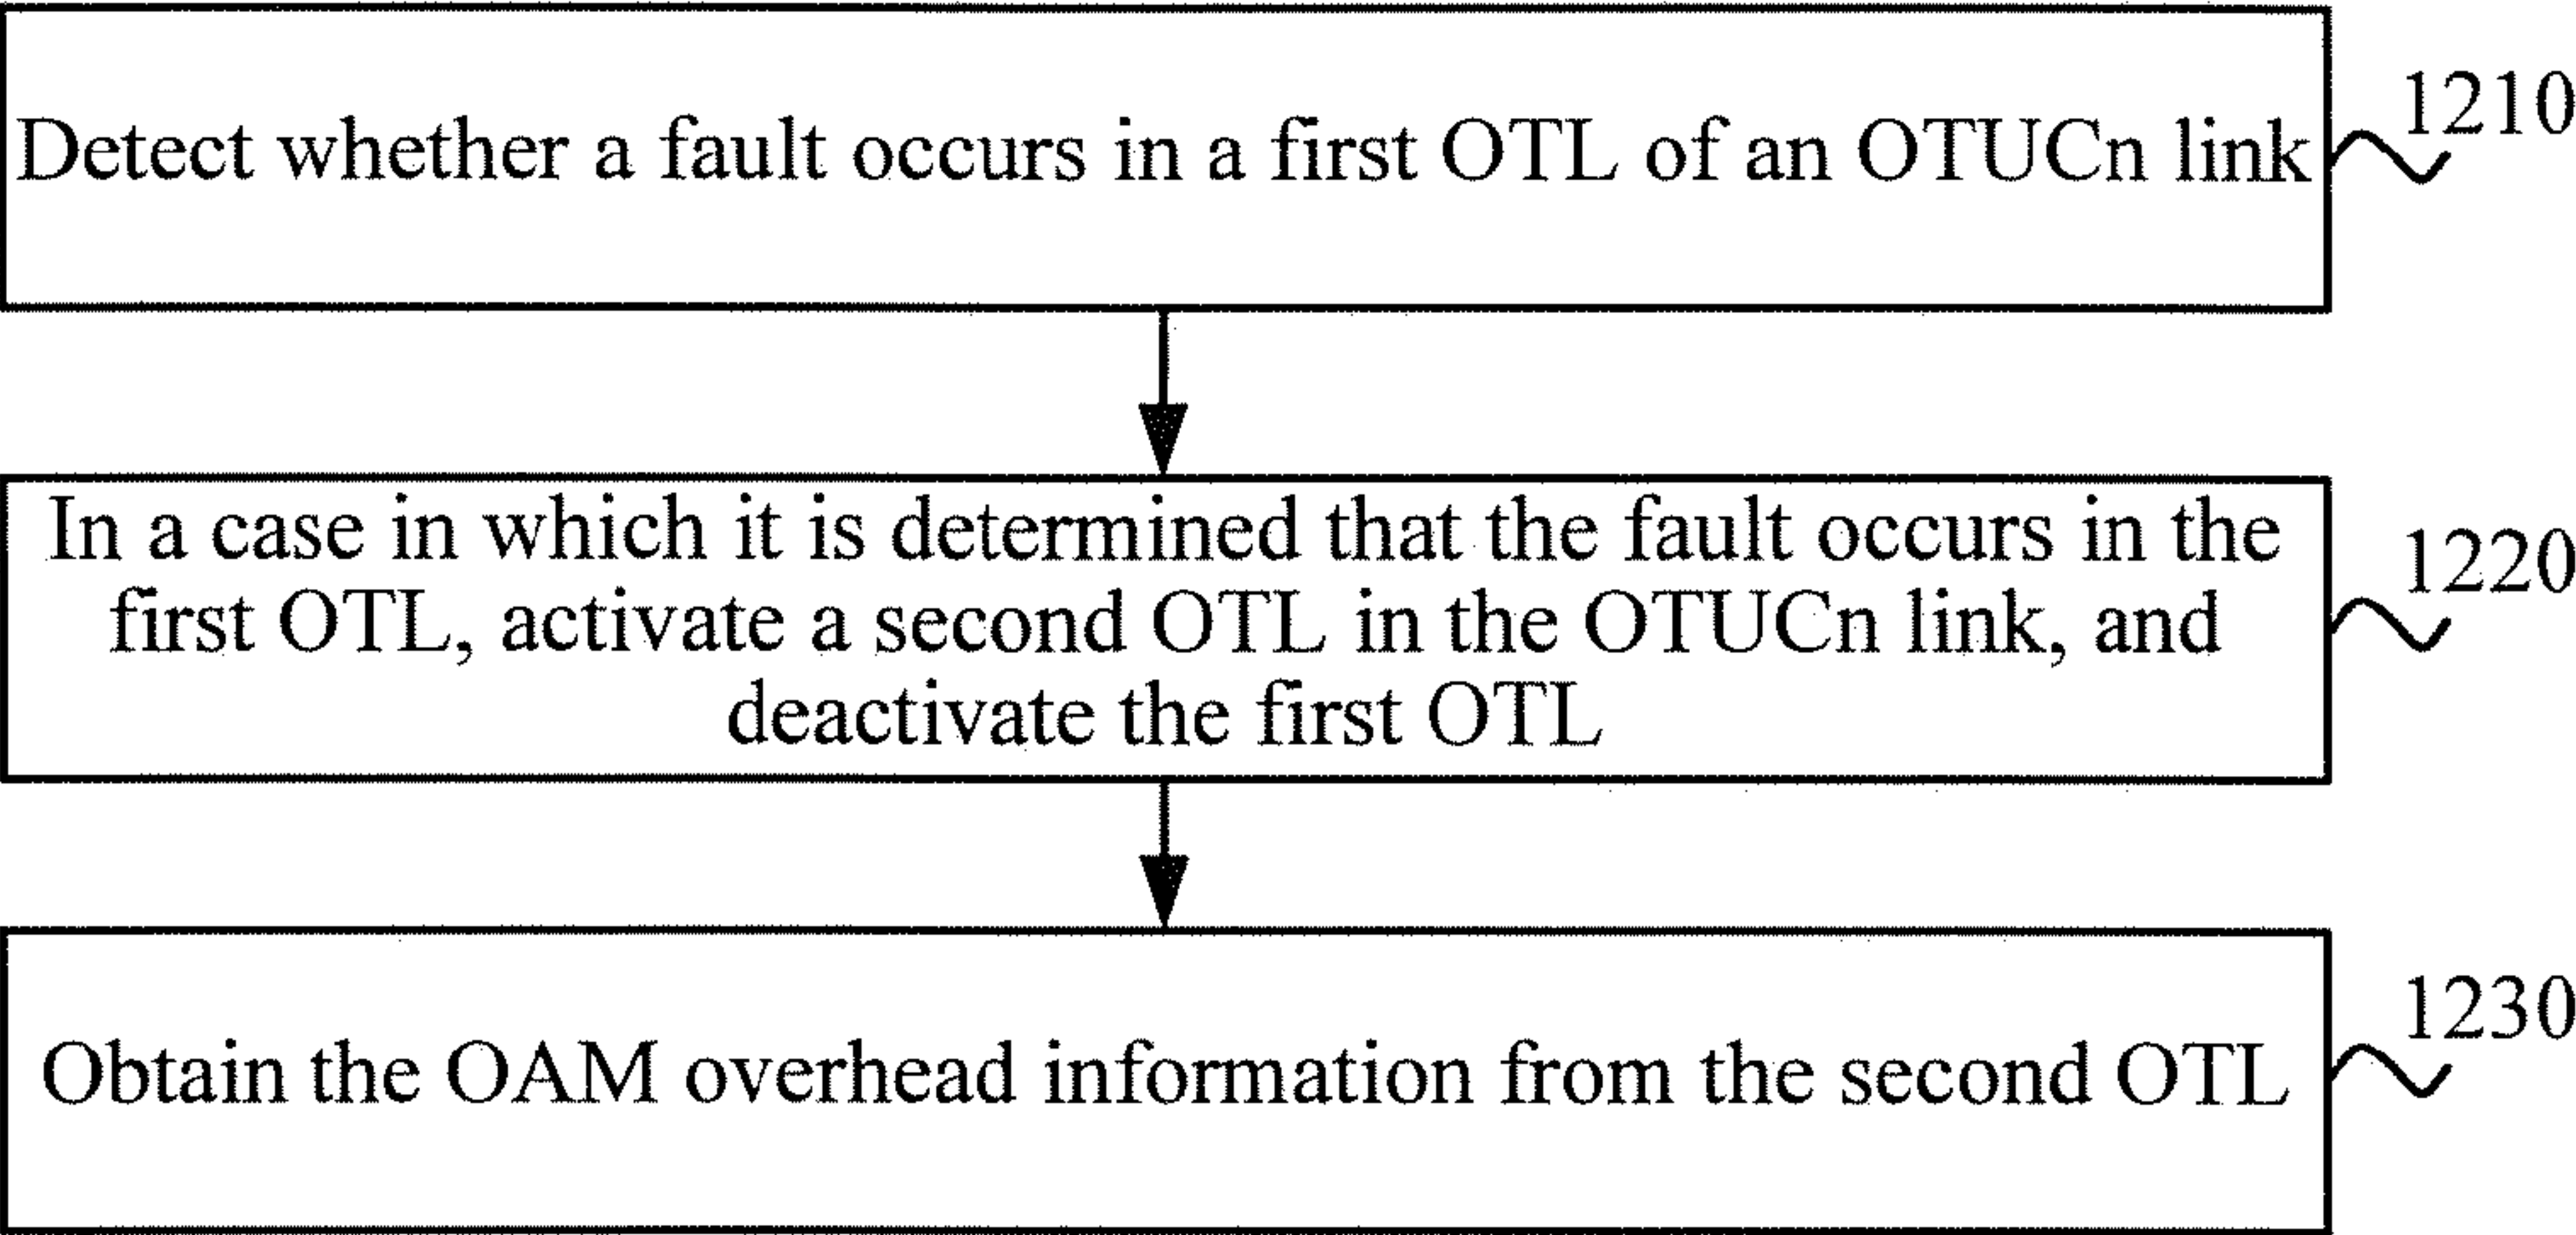 Detect whether a fault occurs in a first OTL of an OTUCn link
1210
In a case in which it is determined that the fault occurs in the
first OTL, activate a second OTL in the OTUCn link, and
deactivate the first OTL
1220
Obtain the OAM overhead information from the second OTL
1230